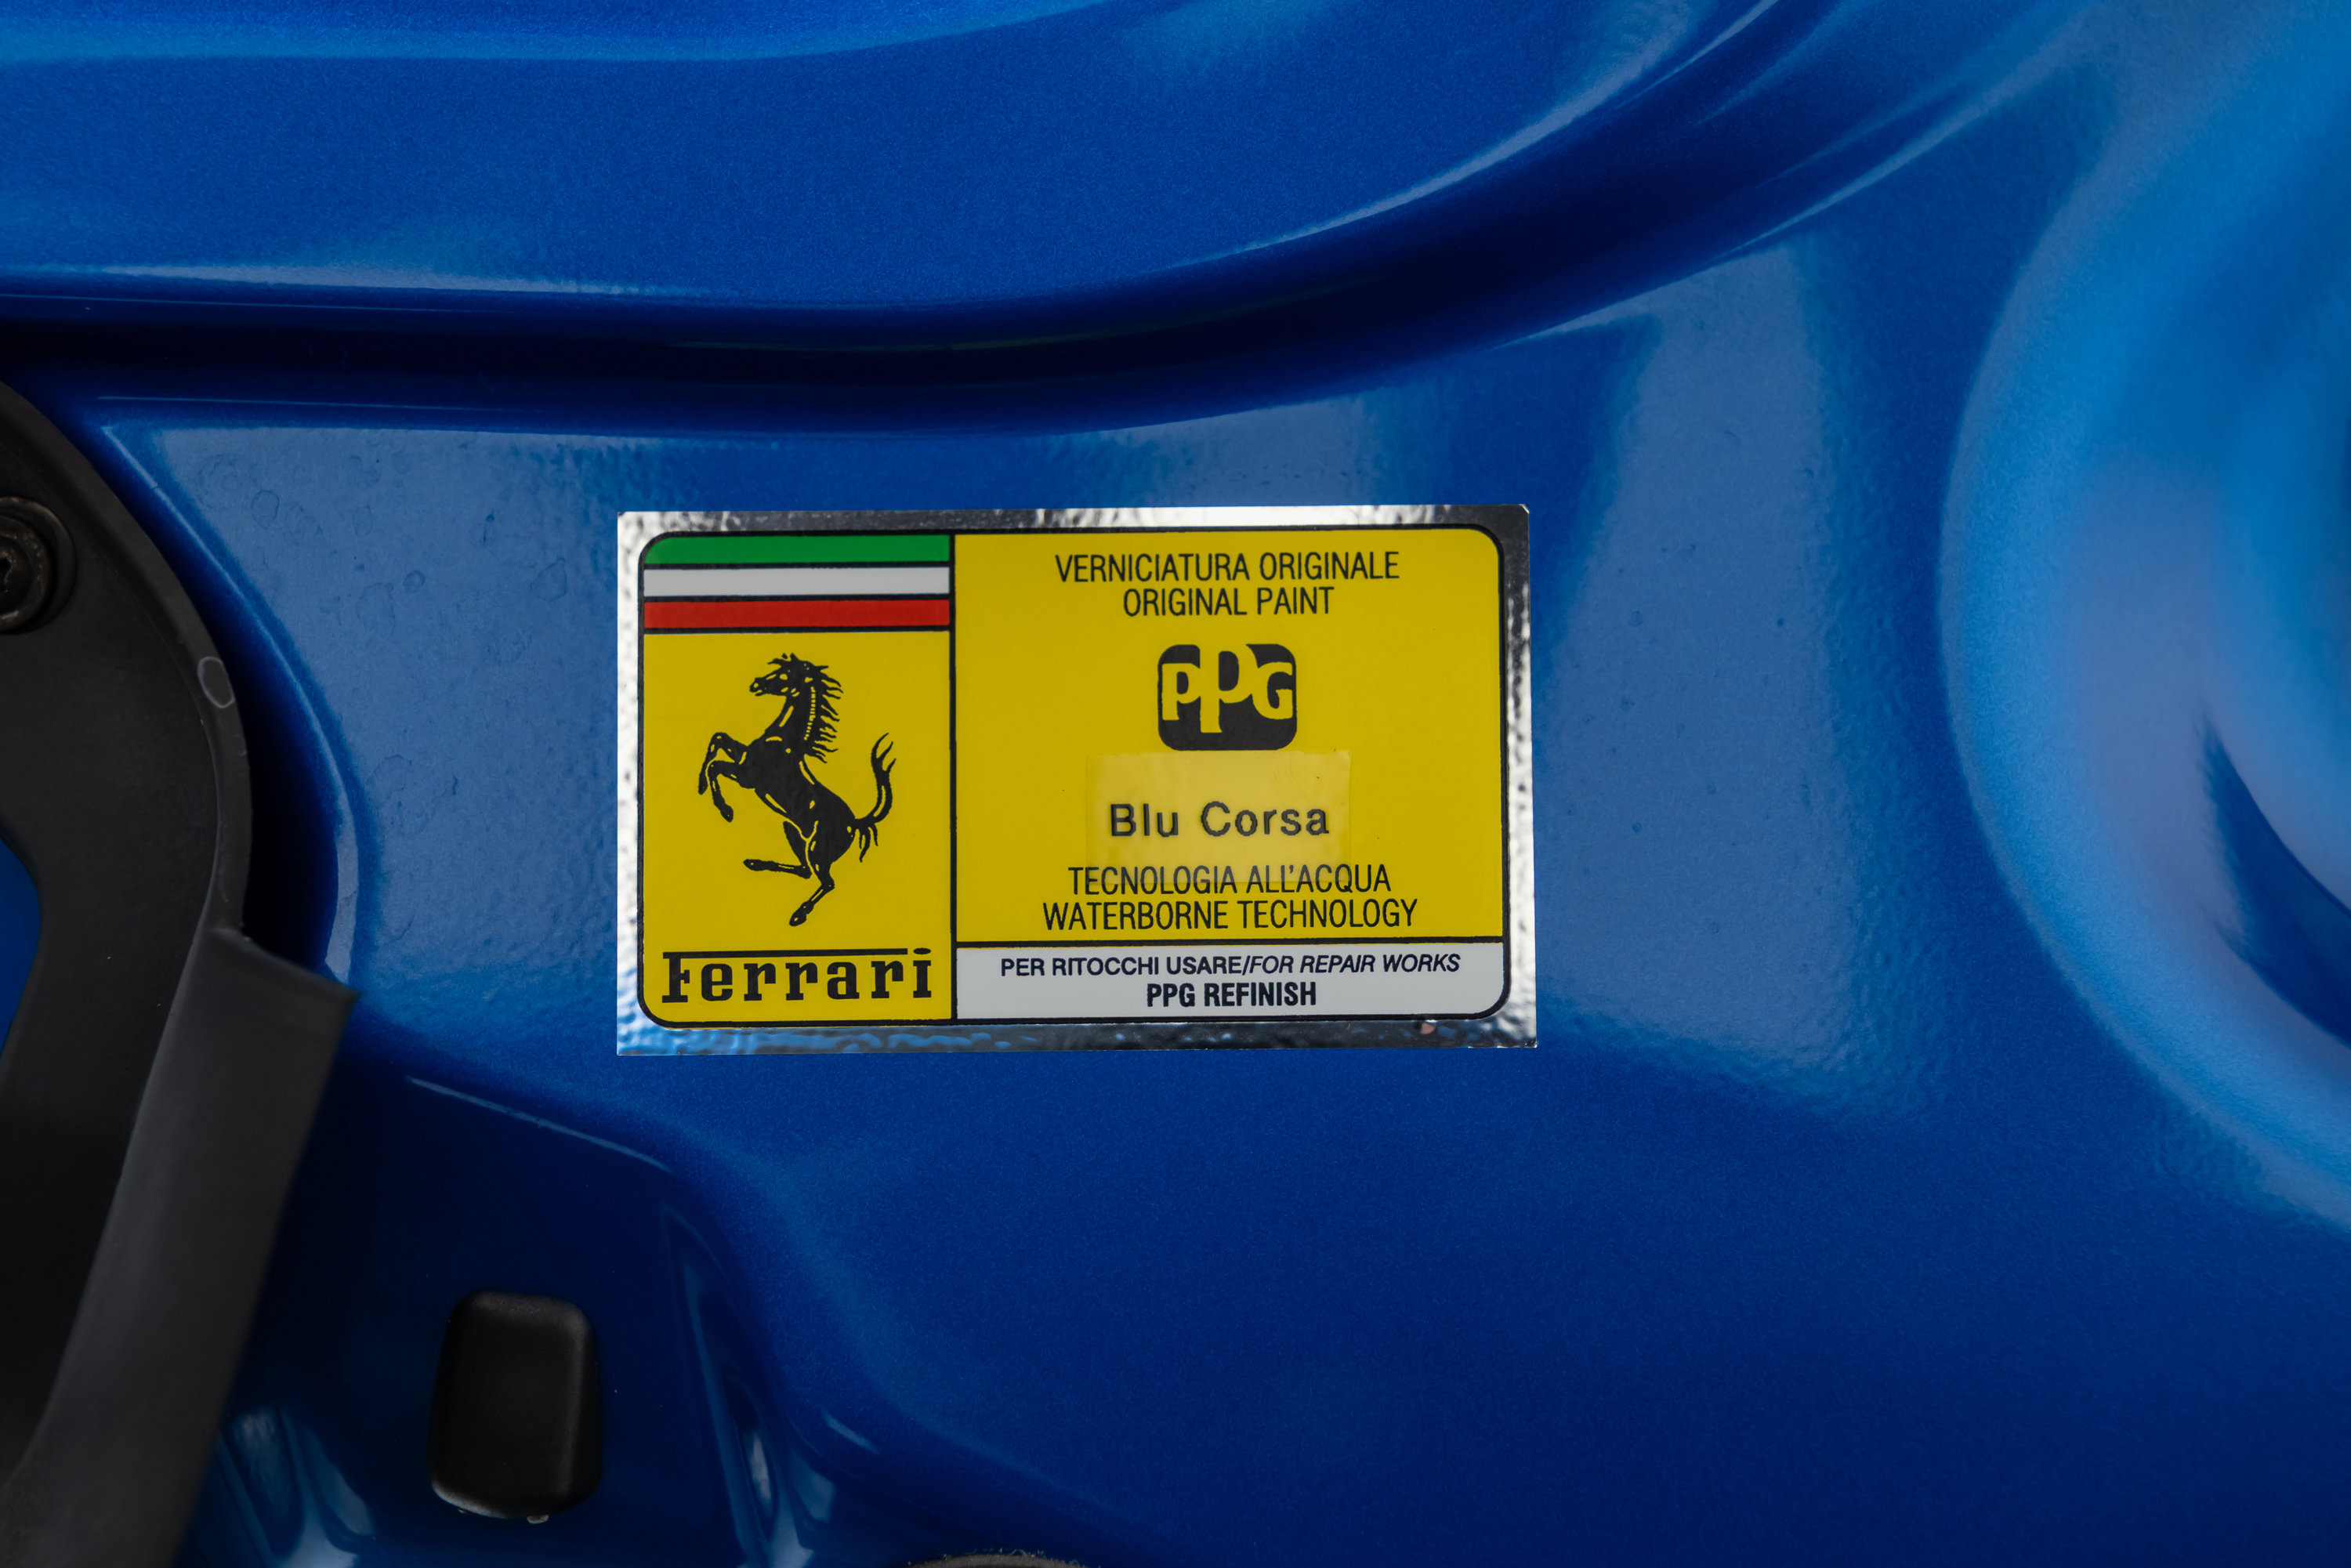 VERNICIATURA ORIGINALE
ORIGINAL PAINT
PPG
Blu Corsa
TECNOLOGIA ALL'ACQUA
WATERBORNE TECHNOLOGY
Ferrari
PER RITOCCHI USARE/FOR REPAIR WORKS
PPG REFINISH